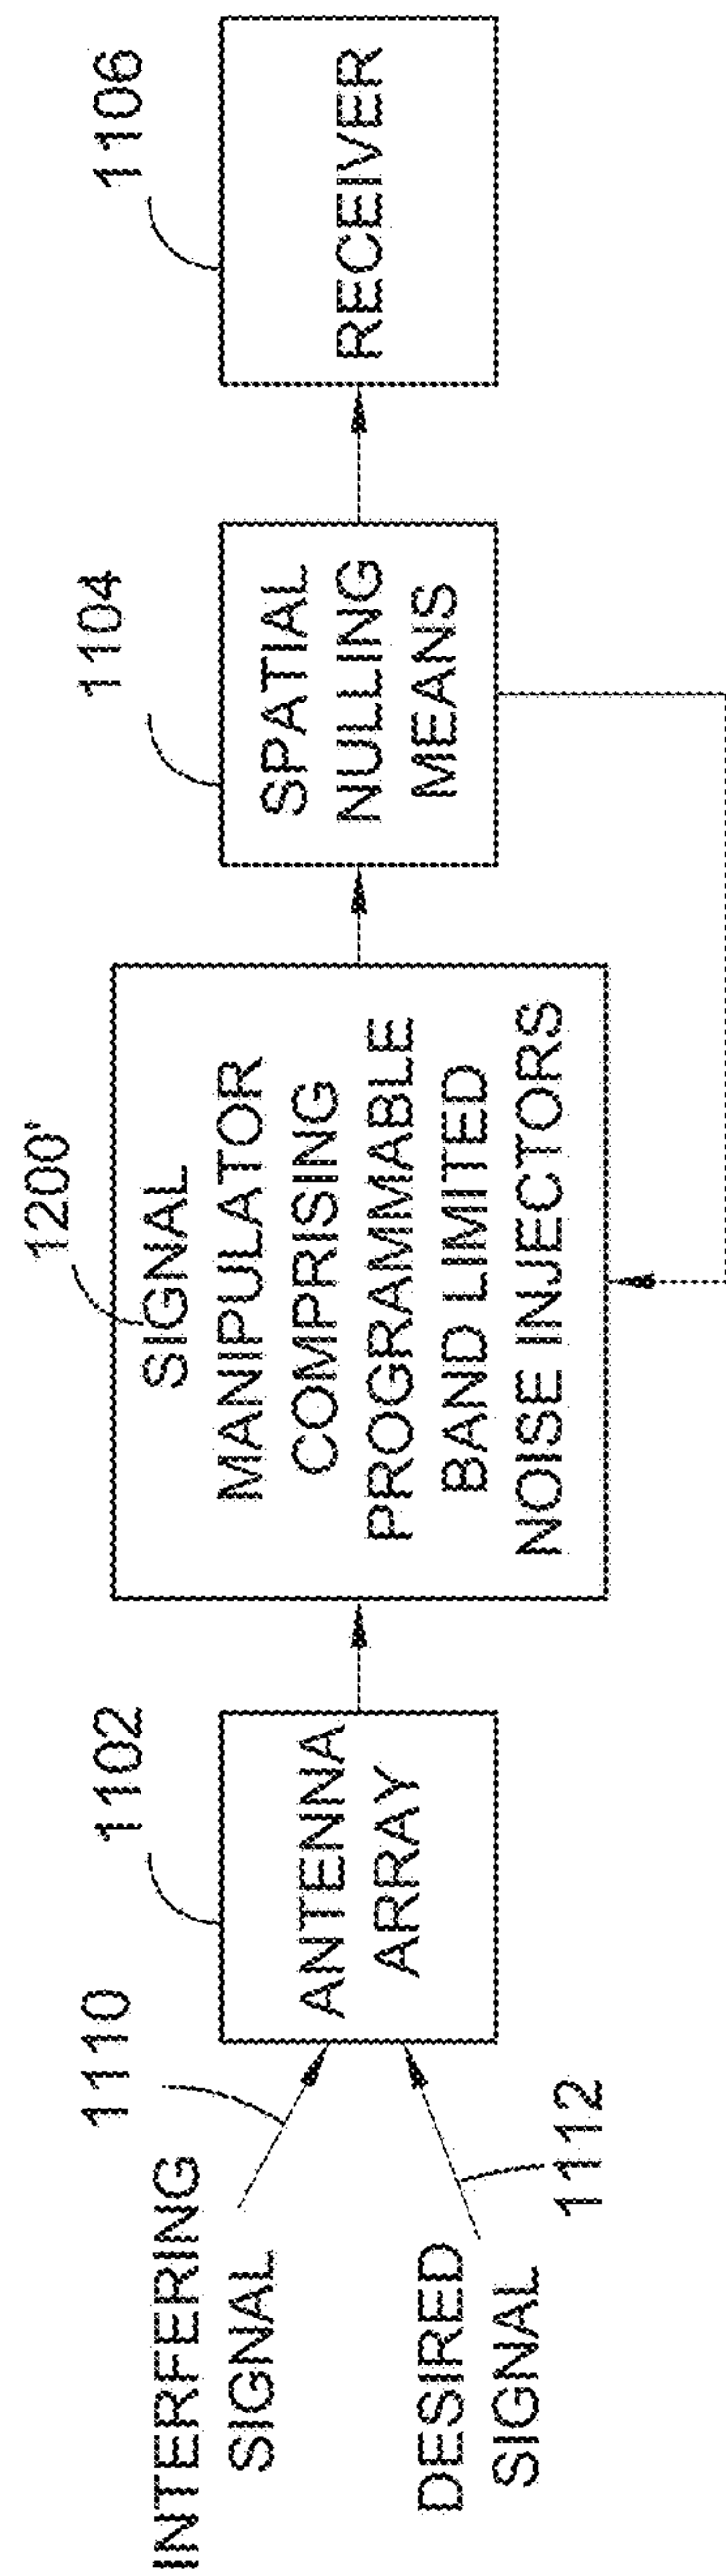 INTERFERING
SIGNAL
1110
DESIRED
SIGNAL
1112
1102
ANTENNA
ARRAY
1200'
SIGNAL
MANIPULATOR
COMPRISING
PROGRAMMABLE
BAND LIMITED
NOISE INJECTORS
1104
SPATIAL
NULLING
MEANS
1106
RECEIVER